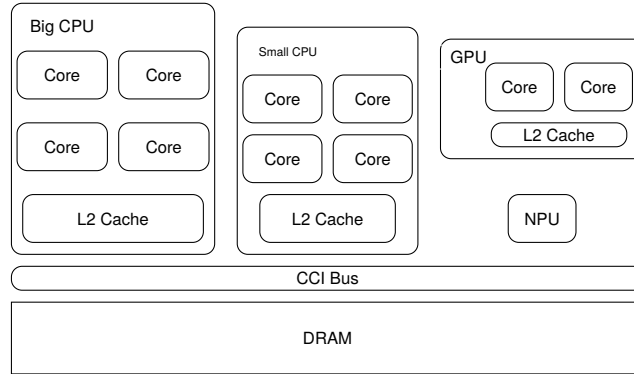 Big CPU
Core Core
Core Core
L2 Cache
Small CPU
Core Core
Core Core
L2 Cache
GPU
Core Core
L2 Cache
NPU
CCI Bus
DRAM